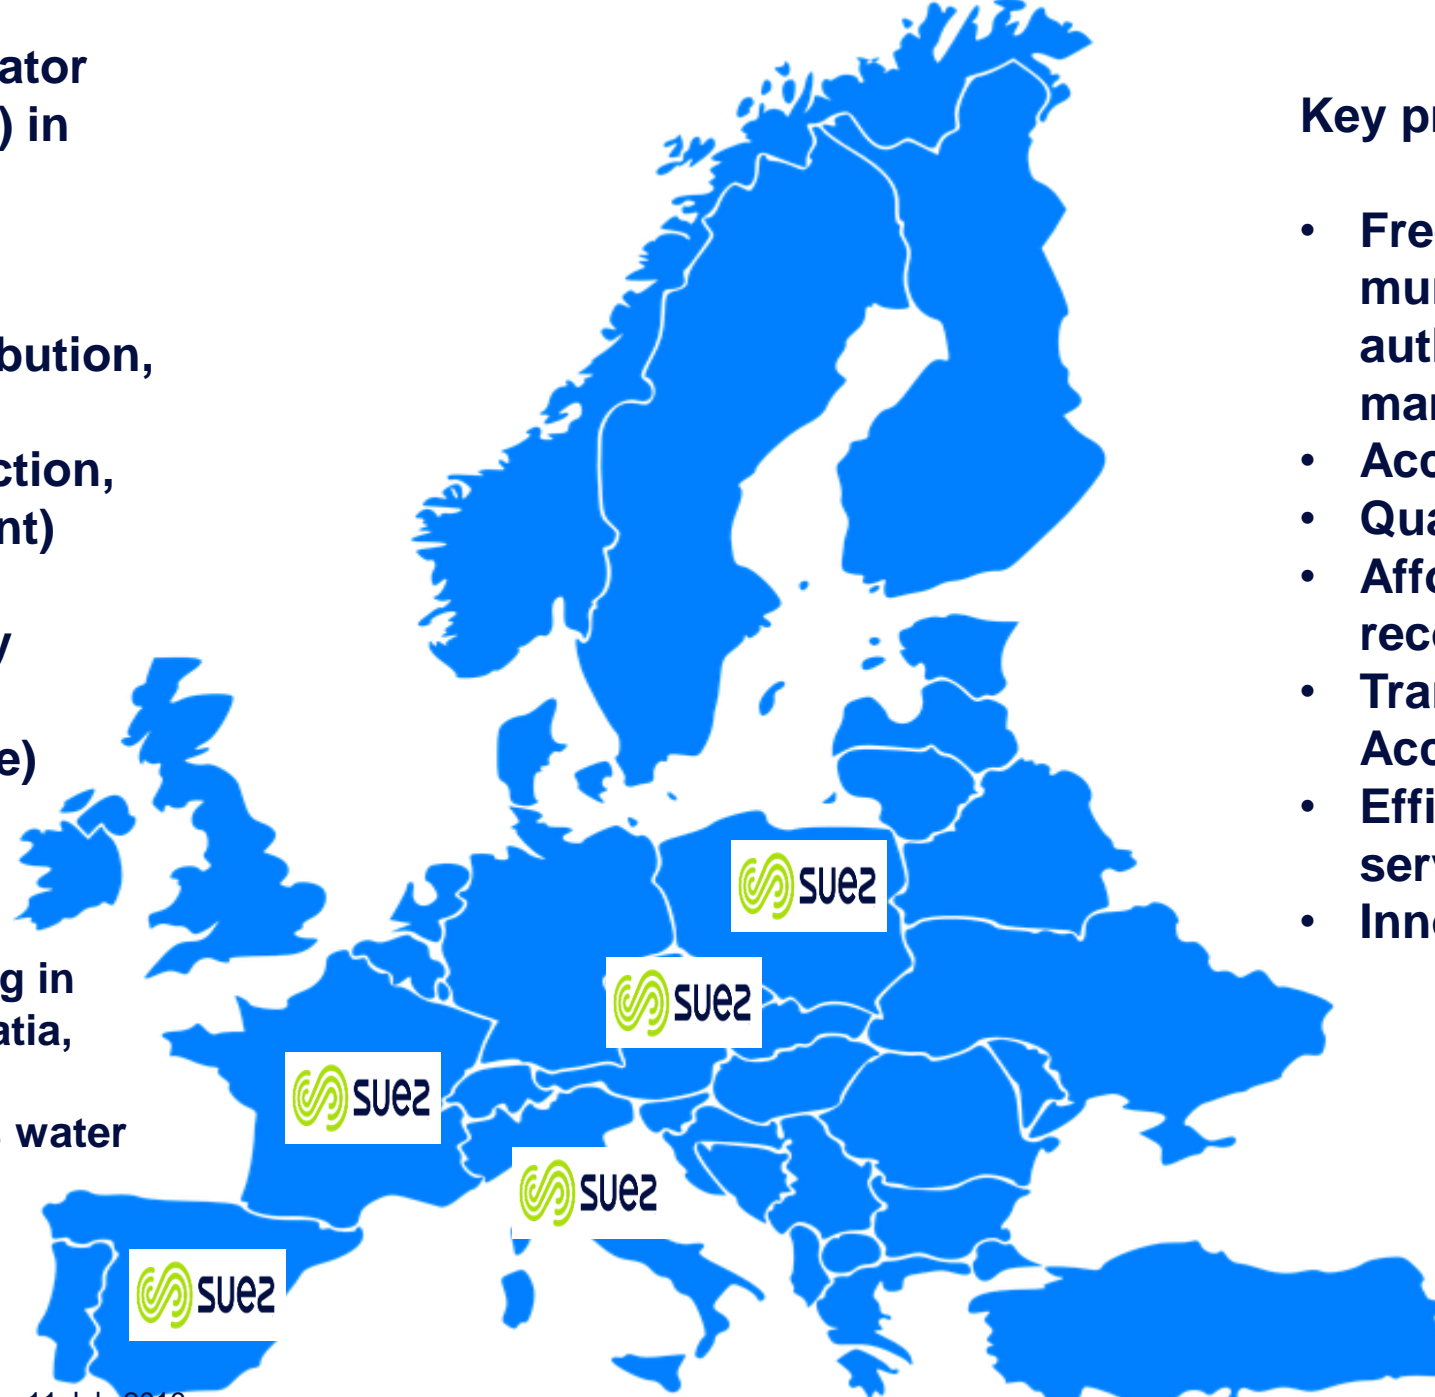 ator
) in
bution,
ction,
nt)
y
e)
g in
atia,
water
Key
• Fre
mu
aut
ma
• Acc
• Qua
• Affo
rec
• Tra
Acc
• Effi
ser
• Inn
suez
suez
suez
suez
suez